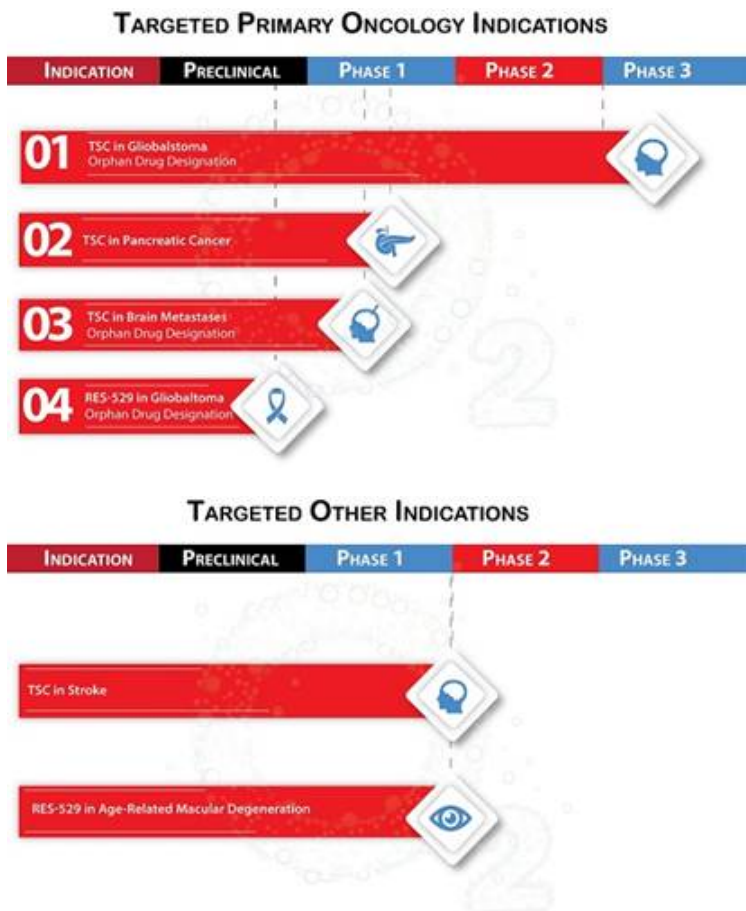 TARGETED PRIMARY ONCOLOGY INDICATIONS
INDICATION PRECLINICAL PHASE 1 PHASE 2 PHASE 3
01 TSC in Gliobalstoma
Orphan Drug Designation
02 TSC in Pancreatic Cancer
03 TSC in Brain Metastases
Orphan Drug Designation
04 RES-529 in Gliobaltoma
Orphan Drug Designation
TARGETED OTHER INDICATIONS
INDICATION PRECLINICAL PHASE 1 PHASE 2 PHASE 3
TSC in Stroke
RES-529 in Age-Related Macular Degeneration